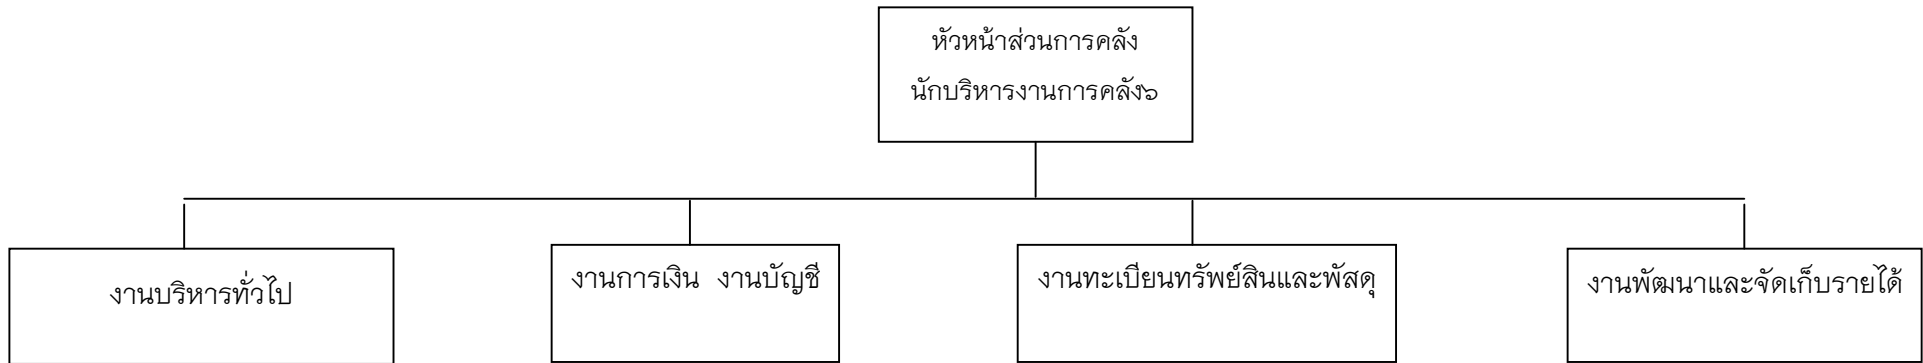 หัวหน้าส่วนการคลัง
นักบริหารงานการคลัง๖
งานบริหารทั่วไป
งานการเงิน งานบัญชี
งานทะเบียนทรัพย์สินและพัสดุ
งานพัฒนาและจัดเก็บรายได้